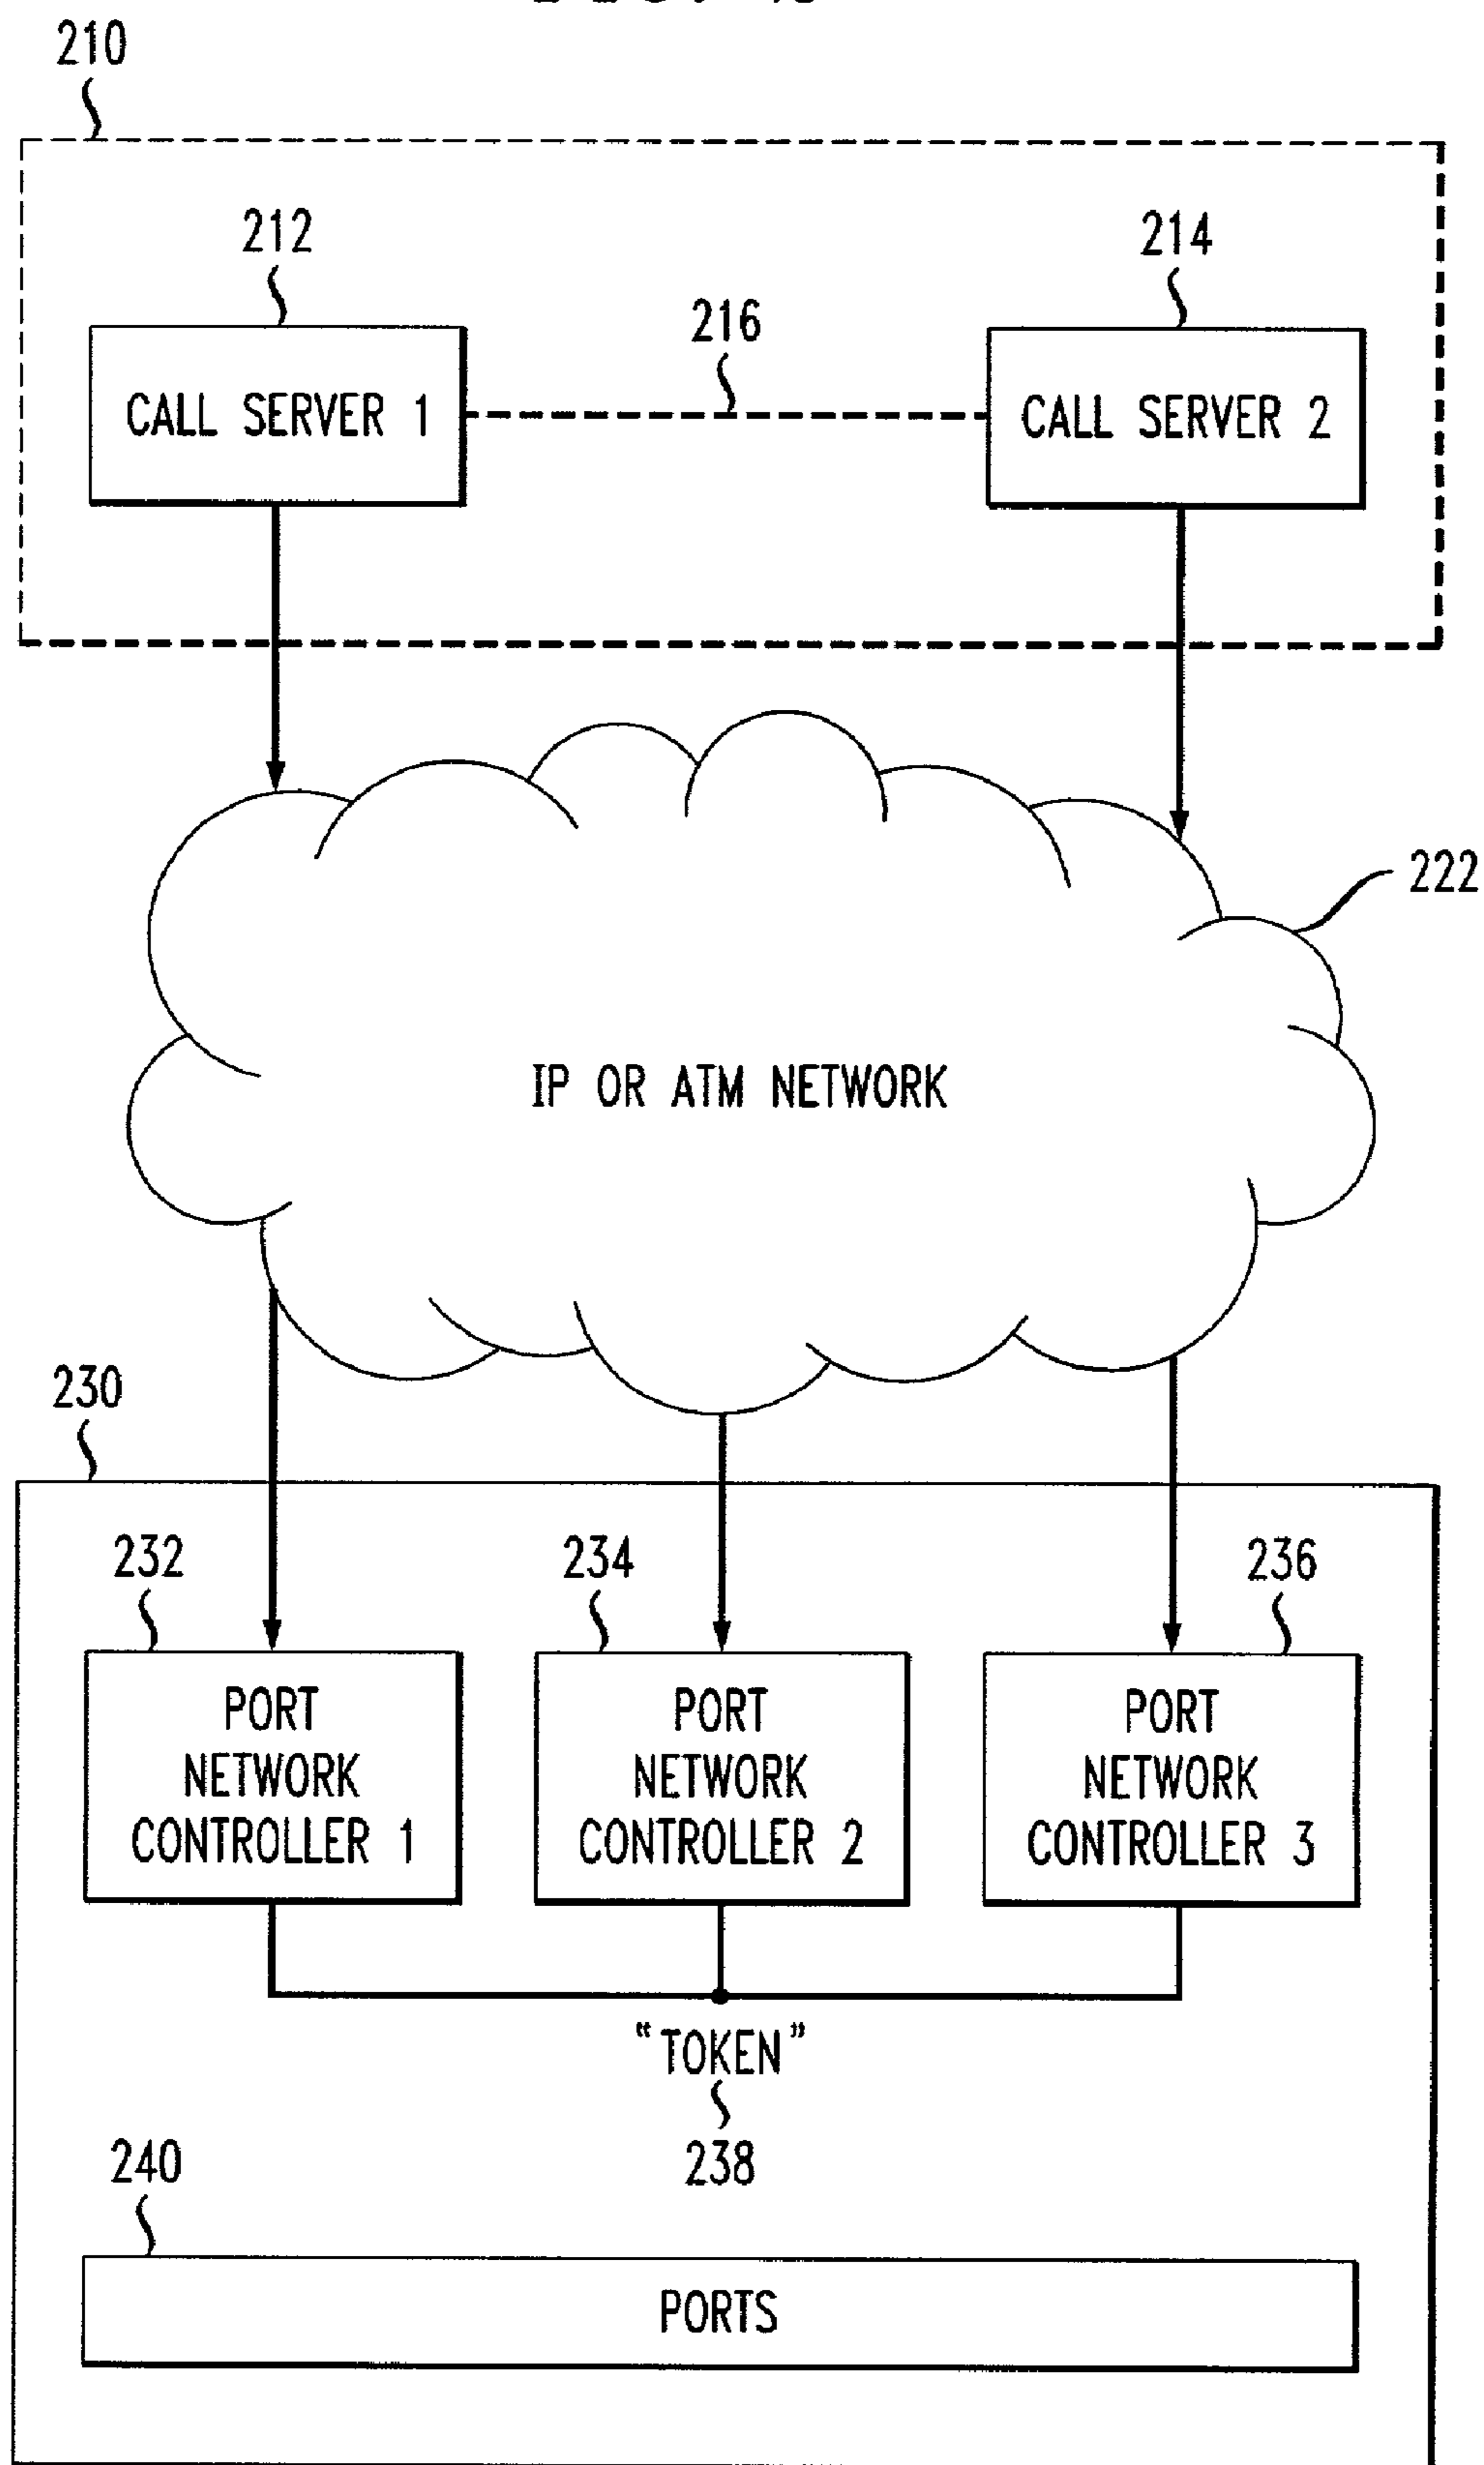 210
212
214
216
CALL SERVER 1
CALL SERVER 2
222
IP OR ATM NETWORK
230
232
234
236
PORT
NETWORK
CONTROLLER 1
PORT
NETWORK
CONTROLLER 2
PORT
NETWORK
CONTROLLER 3
"TOKEN"
238
240
PORTS